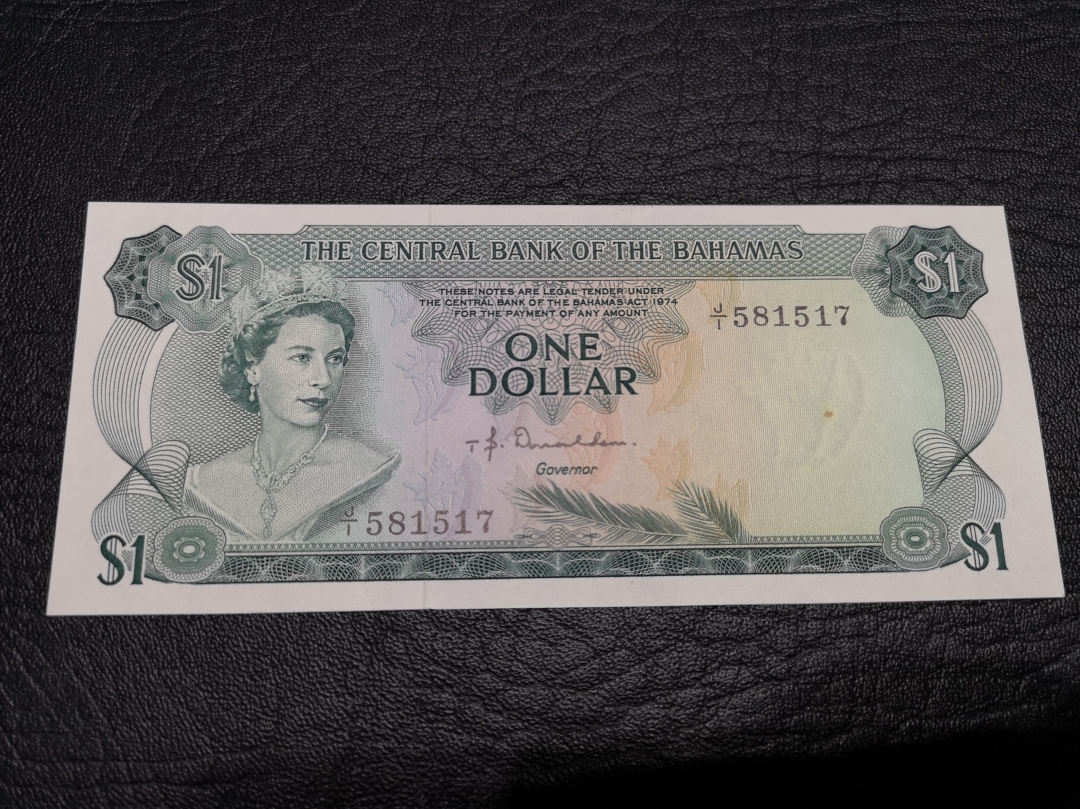 THE CENTRAL BANK OF THE BAHAMAS
$1
$1
THESE NOTES ARE LEGAL TENDER UNDER
THE CENTRAL BANK OF THE BAHAMAS ACT 1974
FOR THE PAYMENT OF ANY AMOUNT
J/1 581517
ONE
DOLLAR
T B. Donaldson.
Governor
J/1 581517
$1
$1